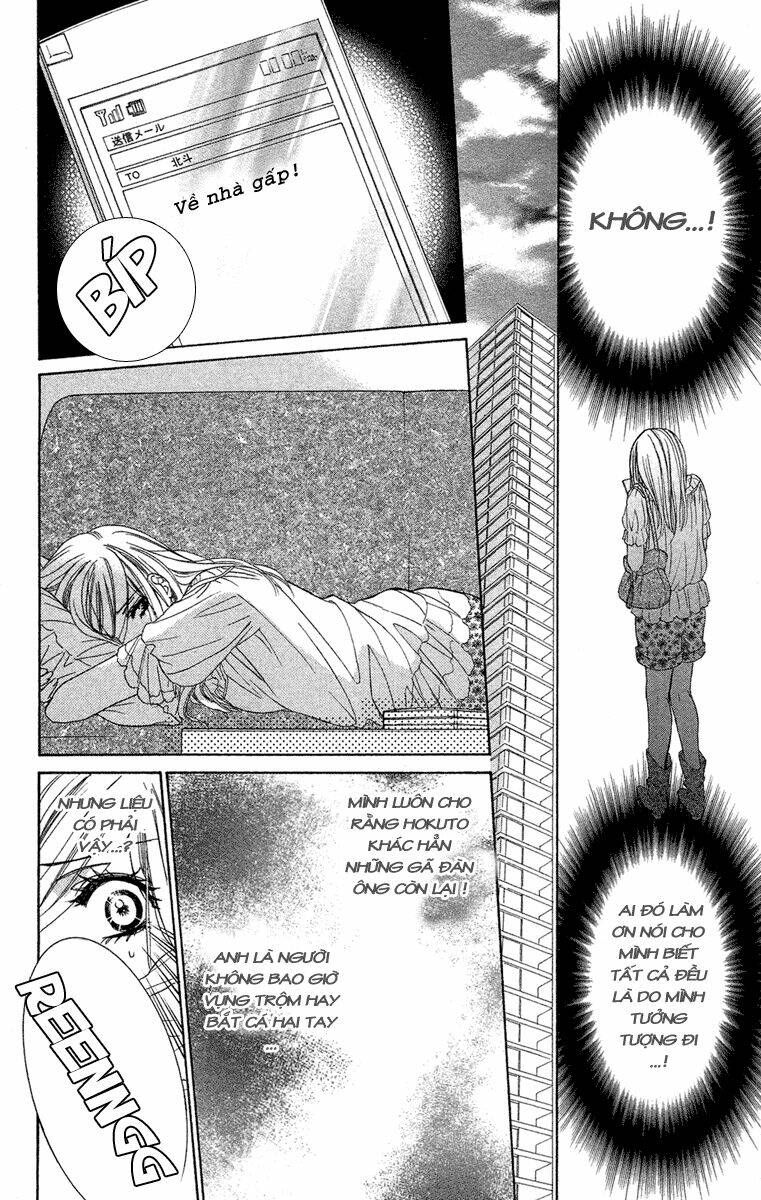 KHÔNG...!
AI ĐÓ LÀM
ƠN NÓI CHO
MÌNH BIẾT
TẤT CẢ ĐỀU
LÀ DO MÌNH
TƯỞNG
TƯỢNG ĐI
...!
送信メール
TO 北斗
Về nhà gấp!
BÍP
MÌNH LUÔN CHO
RẰNG HOKUTO
KHÁC HẲN
NHỮNG GÃ ĐÀN
ÔNG CÒN LẠI !
ANH LÀ NGƯỜI
KHÔNG BAO GIỜ
VỤNG TRỘM HAY
BẮT CÁ HAI TAY
...
NHƯNG LIỆU
CÓ PHẢI
VẬY...?
REENNGG